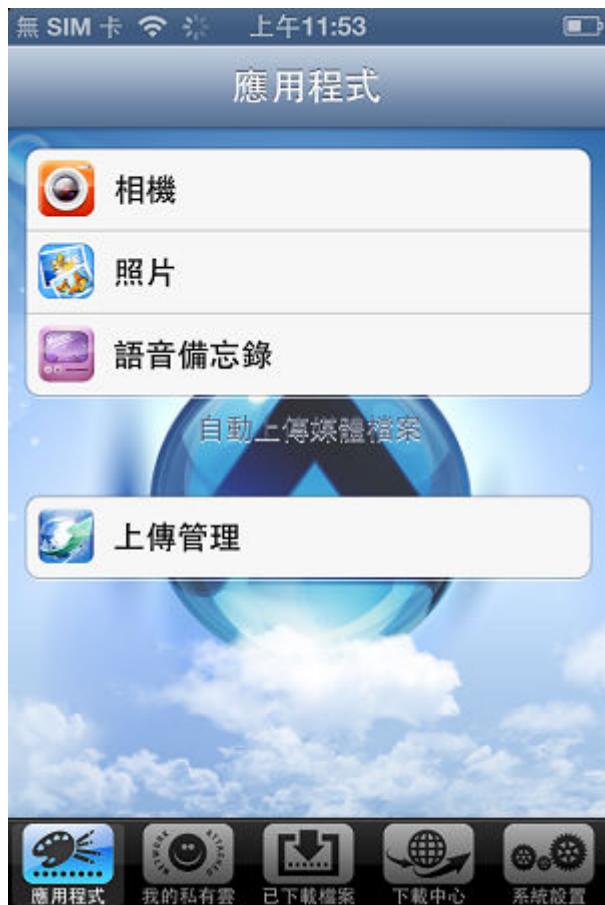 無 SIM 卡 上午11:53
應用程式
相機
照片
語音備忘錄
自動上傳媒體檔案
上傳管理
NETWORK ATTACHED
應用程式 我的私有雲 已下載檔案 下載中心 系統設置